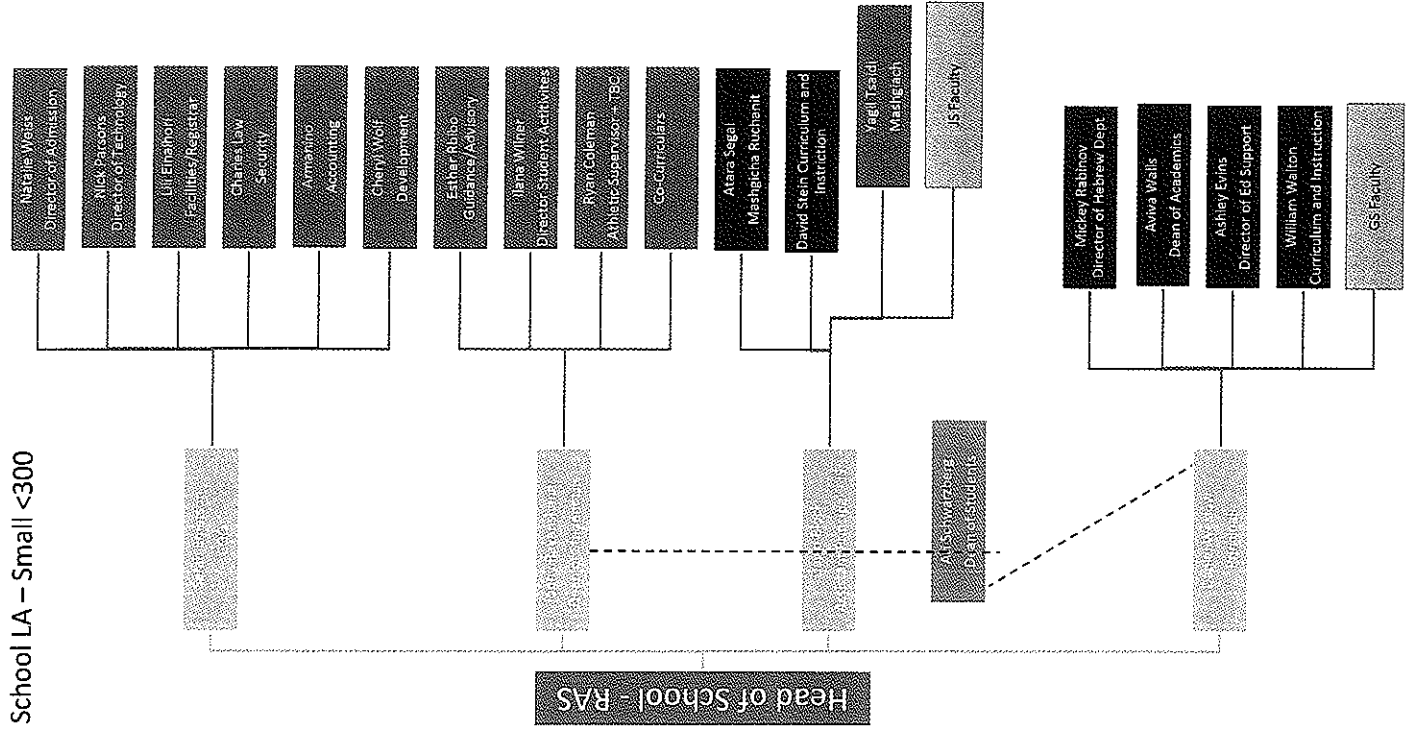 School LA – Small <300
Head of School - RAS
Natalie Weiss
Director of Admission
Nick Parsons
Director of Technology
Lili Einalhori
Facilities/Registrar
Charles Law
Security
Armanino
Accounting
Cheryl Wolf
Development
Esther Ribo
Guidance/Advisory
Ilana Wilner
Director Student Activites
Ryan Coleman
Athletic Supervisor – TBC
Co-curriculars
Atara Segal
Mashgicha Ruchanit
David Stein Curriculum and
Instriction
Yagil Tsaidi
Mashgiach
JS Faculty
Schwarzberg
Dean of Students
Mickey Rabinov
Director of Hebrew Dept
Aviva Walls
Dean of Academics
Ashley Evins
Director of Ed Support
William Walton
Curriculum and Instruction
GS Faculty